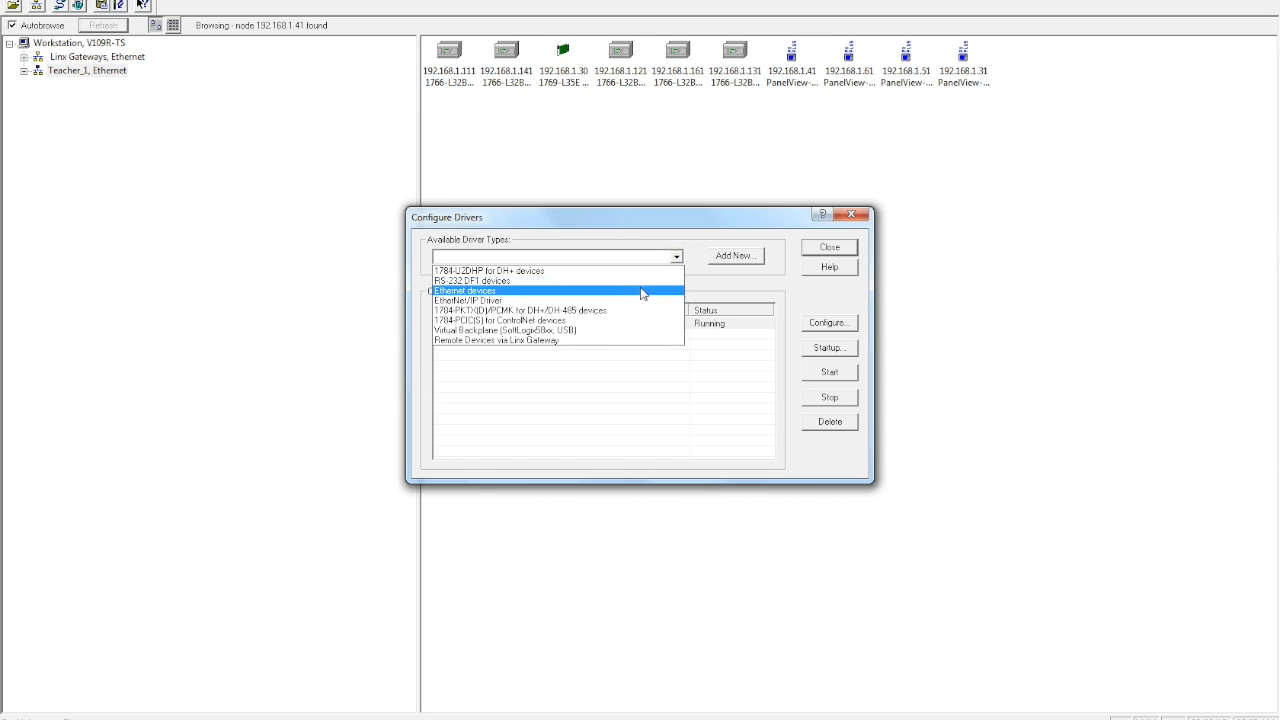 Autobrowse
Refresh
Browsing - node 192.168.1.41 found
Workstation, V109R-TS
Linx Gateways, Ethernet
Teacher_1, Ethernet
192.168.1.111 192.168.1.141 192.168.1.30 192.168.1.121 192.168.1.161 192.168.1.131 192.168.1.41 192.168.1.61 192.168.1.51 192.168.1.31
1766-L32B... 1766-L32B... 1769-L35E ... 1766-L32B... 1766-L32B... 1766-L32B... PanelView-... PanelView-... PanelView-... PanelView-...
Configure Drivers
Available Driver Types:
Add New...
Close
Help
1784-U2DHP for DH+ devices
RS-232 DF1 devices
Ethernet devices
EtherNet/IP Driver
1784-PKTX(D)/PCMK for DH+/DH-485 devices
1784-PCIC(S) for ControlNet devices
Virtual Backplane (SoftLogix58xx, USB)
Remote Devices via Linx Gateway
Status
Running
Configure...
Startup...
Start
Stop
Delete